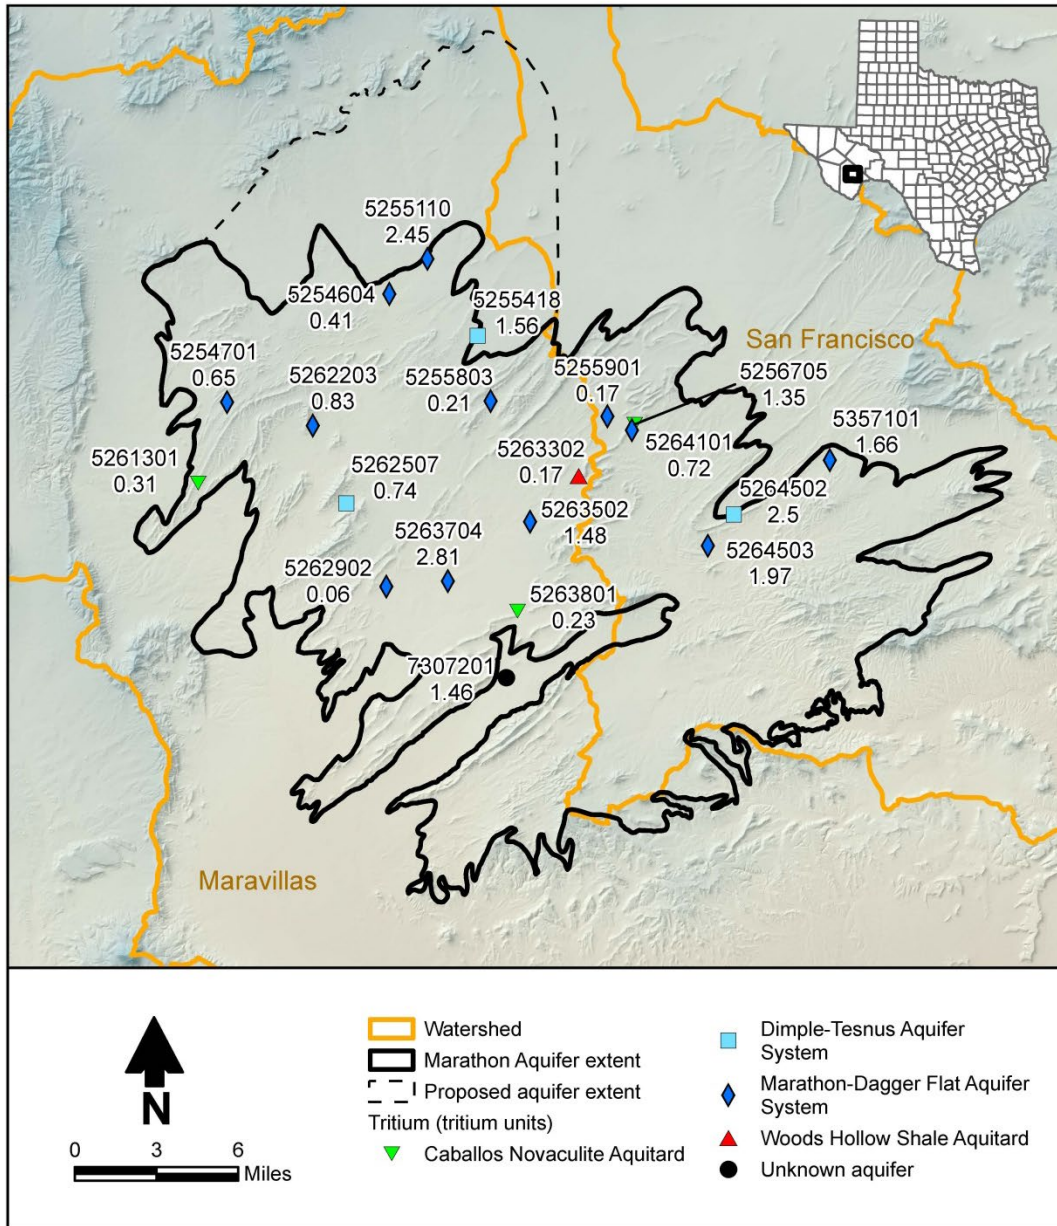 5255110
2.45
5254604
0.41
5255418
1.56
San Francisco
5254701
0.65
5262203
0.83
5255803
0.21
5255901
0.17
5256705
1.35
5357101
1.66
5261301
0.31
5262507
0.74
5263302
0.17
5264101
0.72
5264502
2.5
5263704
2.81
5263502
1.48
5264503
1.97
5262902
0.06
5263801
0.23
7307201
1.46
Maravillas
N
0 3 6
Miles
Watershed
Marathon Aquifer extent
Proposed aquifer extent
Tritium (tritium units)
Caballos Novaculite Aquitard
Dimple-Tesnus Aquifer
System
Marathon-Dagger Flat Aquifer
System
Woods Hollow Shale Aquitard
Unknown aquifer